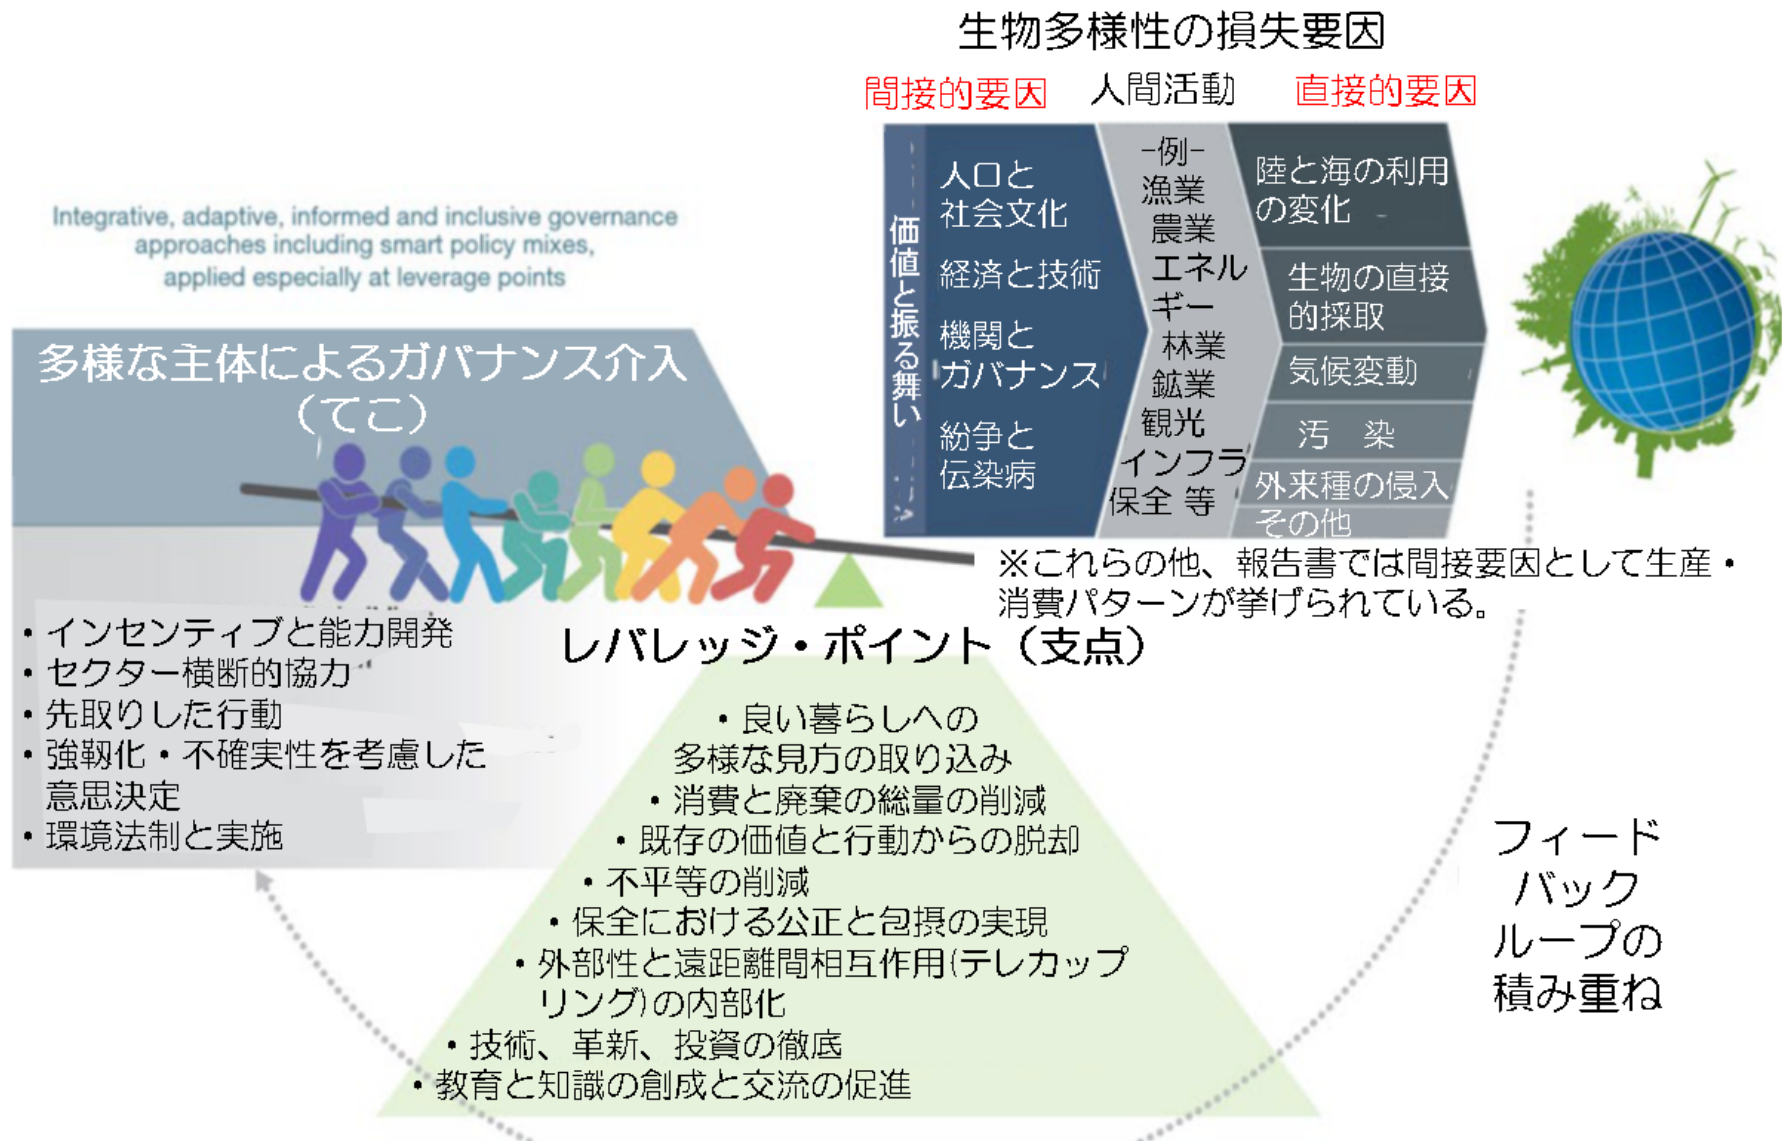 生物多様性の損失要因
間接的要因
人間活動
直接的要因
価値と振る舞い
人口と
社会文化
経済と技術
機関と
ガバナンス
紛争と
伝染病
-例-
漁業
農業
エネル
ギー
林業
鉱業
観光
インフラ
保全 等
陸と海の利用
の変化
生物の直接
的採取
気候変動
汚 染
外来種の侵入
その他
※これらの他、報告書では間接要因として生産・
消費パターンが挙げられている。
Integrative, adaptive, informed and inclusive governance
approaches including smart policy mixes,
applied especially at leverage points
多様な主体によるガバナンス介入
（てこ）
・インセンティブと能力開発
・セクター横断的協力
・先取りした行動
・強靱化・不確実性を考慮した
意思決定
・環境法制と実施
レバレッジ・ポイント（支点）
・良い暮らしへの
多様な見方の取り込み
・消費と廃棄の総量の削減
・既存の価値と行動からの脱却
・不平等の削減
・保全における公正と包摂の実現
・外部性と遠距離間相互作用(テレカップ
リング)の内部化
・技術、革新、投資の徹底
・教育と知識の創成と交流の促進
フィード
バック
ループの
積み重ね